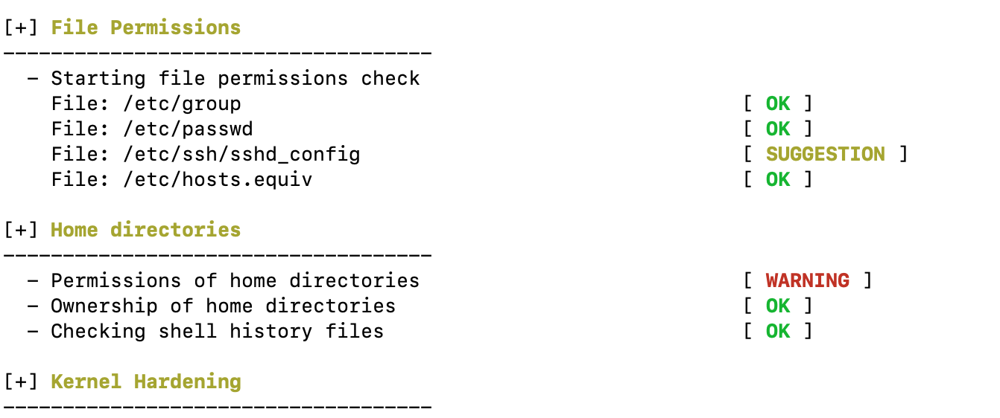 [+] File Permissions
------------------------------------
  - Starting file permissions check
    File: /etc/group                                          [ OK ]
    File: /etc/passwd                                         [ OK ]
    File: /etc/ssh/sshd_config                                [ SUGGESTION ]
    File: /etc/hosts.equiv                                    [ OK ]

[+] Home directories
------------------------------------
  - Permissions of home directories                           [ WARNING ]
  - Ownership of home directories                             [ OK ]
  - Checking shell history files                              [ OK ]

[+] Kernel Hardening
------------------------------------